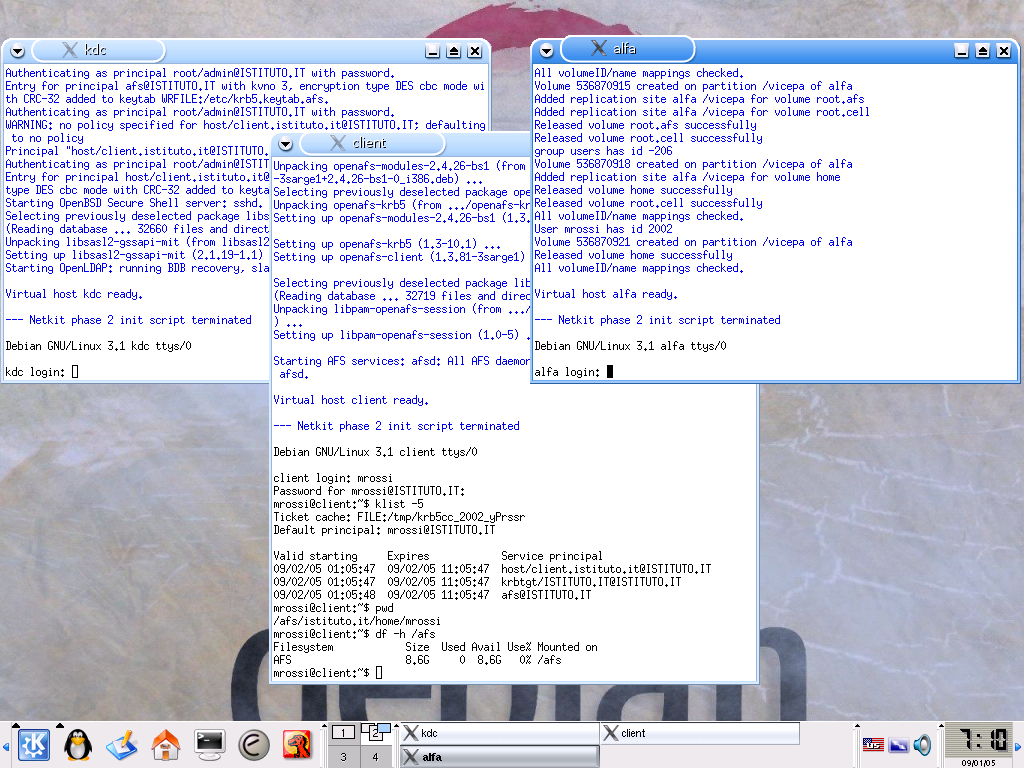 kdc
Authenticating as principal root/admin@ISTITUTO.IT with password.
Entry for principal afs@ISTITUTO.IT with kvno 3, encryption type DES cbc mode wi
th CRC-32 added to keytab WRFILE:/etc/krb5.keytab.afs.
Authenticating as principal root/admin@ISTITUTO.IT with password.
WARNING: no policy specified for host/client.istituto.it@ISTITUTO.IT; defaulting
to no policy
Principal "host/client.istituto.it@ISTITUTO.
Authenticating as principal root/admin@ISTIT
Entry for principal host/client.istituto.it@
type DES cbc mode with CRC-32 added to keyta
Starting OpenBSD Secure Shell server: sshd.
Selecting previously deselected package libs
(Reading database ... 32660 files and direct
Unpacking libsasl2-gssapi-mit (from libsasl2
Setting up libsasl2-gssapi-mit (2.1.19-1.1)
Starting OpenLDAP: running BDB recovery, sla
Virtual host kdc ready.
--- Netkit phase 2 init script terminated
Debian GNU/Linux 3.1 kdc ttys/0
kdc login:
client
Unpacking openafs-modules-2.4.26-bs1 (from
-3sarge1+2.4.26-bs1-0_i386.deb) ...
Selecting previously deselected package ope
Unpacking openafs-krb5 (from .../openafs-kr
Setting up openafs-modules-2.4.26-bs1 (1.3.
Setting up openafs-krb5 (1.3-10.1) ...
Setting up openafs-client (1.3.81-3sarge1)
Selecting previously deselected package lib
(Reading database ... 32719 files and direc
Unpacking libpam-openafs-session (from .../
) ...
Setting up libpam-openafs-session (1.0-5) .
Starting AFS services: afsd: All AFS daemon
afsd.
Virtual host client ready.
--- Netkit phase 2 init script terminated
Debian GNU/Linux 3.1 client ttys/0
client login: mrossi
Password for mrossi@ISTITUTO.IT:
mrossi@client:~$ klist -5
Ticket cache: FILE:/tmp/krb5cc_2002_yPrssr
Default principal: mrossi@ISTITUTO.IT
Valid starting Expires Service principal
09/02/05 01:05:47 09/02/05 11:05:47 host/client.istituto.it@ISTITUTO.IT
09/02/05 01:05:47 09/02/05 11:05:47 krbtgt/ISTITUTO.IT@ISTITUTO.IT
09/02/05 01:05:48 09/02/05 11:05:47 afs@ISTITUTO.IT
mrossi@client:~$ pwd
/afs/istituto.it/home/mrossi
mrossi@client:~$ df -h /afs
Filesystem Size Used Avail Use% Mounted on
AFS 8.6G 0 8.6G 0% /afs
mrossi@client:~$
alfa
All volumeID/name mappings checked.
Volume 536870915 created on partition /vicepa of alfa
Added replication site alfa /vicepa for volume root.afs
Added replication site alfa /vicepa for volume root.cell
Released volume root.afs successfully
Released volume root.cell successfully
group users has id -206
Volume 536870918 created on partition /vicepa of alfa
Added replication site alfa /vicepa for volume home
Released volume home successfully
Released volume root.cell successfully
All volumeID/name mappings checked.
User mrossi has id 2002
Volume 536870921 created on partition /vicepa of alfa
Released volume home successfully
All volumeID/name mappings checked.
Virtual host alfa ready.
--- Netkit phase 2 init script terminated
Debian GNU/Linux 3.1 alfa ttys/0
alfa login:
debian
1 2
3 4
kdc client
alfa
7:10
09/01/05